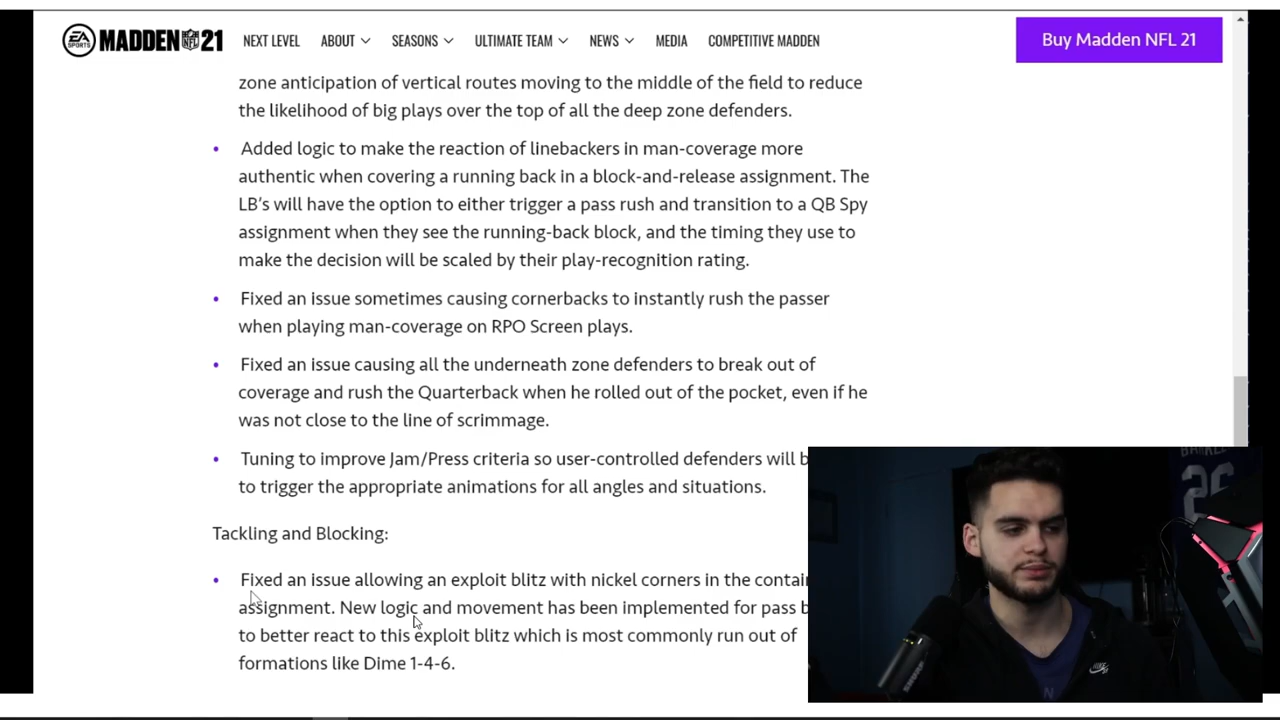 EA SPORTS MADDEN NFL 21 NEXT LEVEL ABOUT SEASONS ULTIMATE TEAM NEWS MEDIA COMPETITIVE MADDEN Buy Madden NFL 21
zone anticipation of vertical routes moving to the middle of the field to reduce
the likelihood of big plays over the top of all the deep zone defenders.
• Added logic to make the reaction of linebackers in man-coverage more
authentic when covering a running back in a block-and-release assignment. The
LB's will have the option to either trigger a pass rush and transition to a QB Spy
assignment when they see the running-back block, and the timing they use to
make the decision will be scaled by their play-recognition rating.
• Fixed an issue sometimes causing cornerbacks to instantly rush the passer
when playing man-coverage on RPO Screen plays.
• Fixed an issue causing all the underneath zone defenders to break out of
coverage and rush the Quarterback when he rolled out of the pocket, even if he
was not close to the line of scrimmage.
• Tuning to improve Jam/Press criteria so user-controlled defenders will
to trigger the appropriate animations for all angles and situations.
Tackling and Blocking:
• Fixed an issue allowing an exploit blitz with nickel corners in the
assignment. New logic and movement has been implemented for pass
to better react to this exploit blitz which is most commonly run out of
formations like Dime 1-4-6.
26